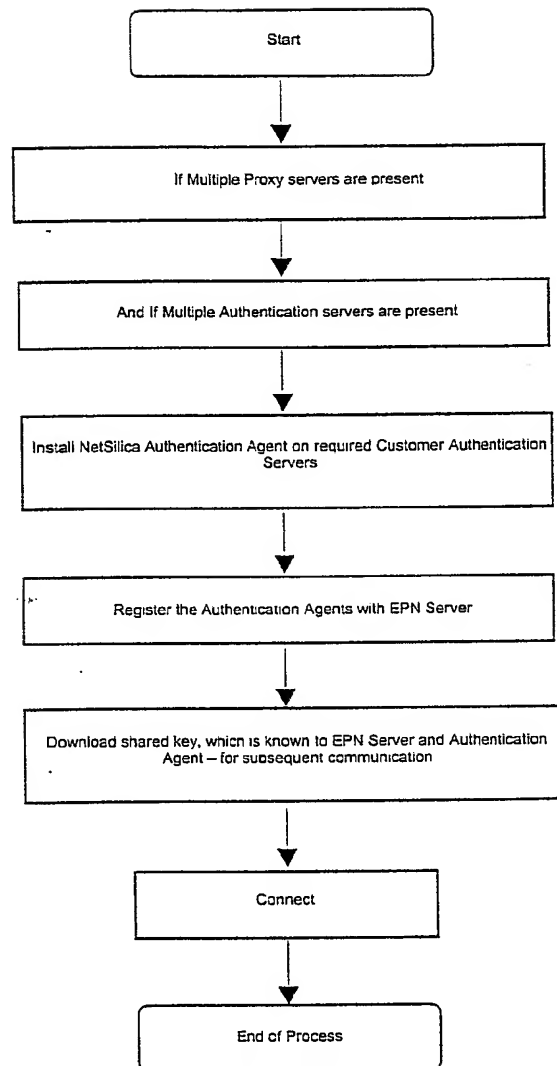 Start
If Multiple Proxy servers are present
And If Multiple Authentication servers are present
Install NetSilica Authentication Agent on required Customer Authentication
Servers
Register the Authentication Agents with EPN Server
Download shared key, which is known to EPN Server and Authentication
Agent – for subsequent communication
Connect
End of Process